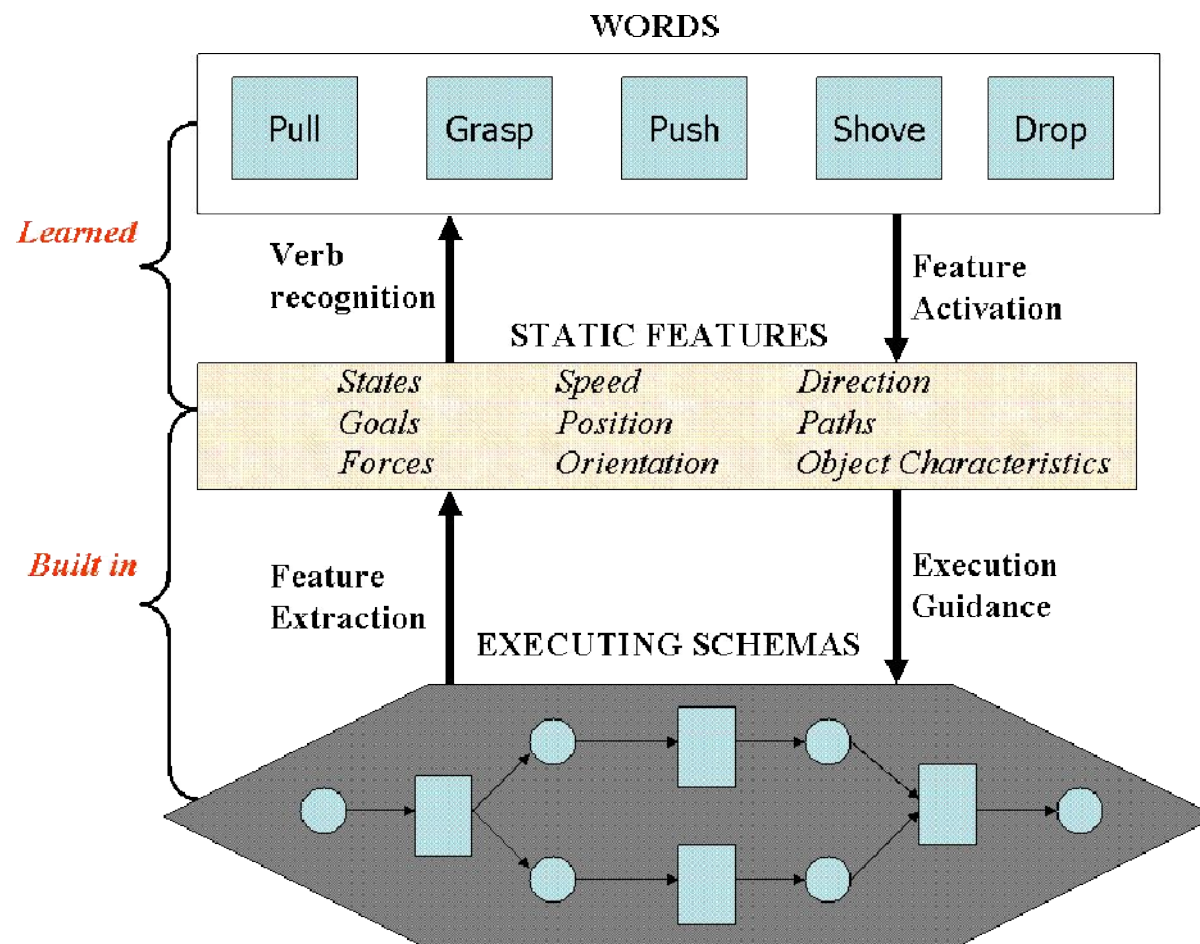 WORDS
Pull Grasp Push Shove Drop
Learned
Verb
recognition
Feature
Activation
STATIC FEATURES
States Speed Direction
Goals Position Paths
Forces Orientation Object Characteristics
Built in
Feature
Extraction
Execution
Guidance
EXECUTING SCHEMAS